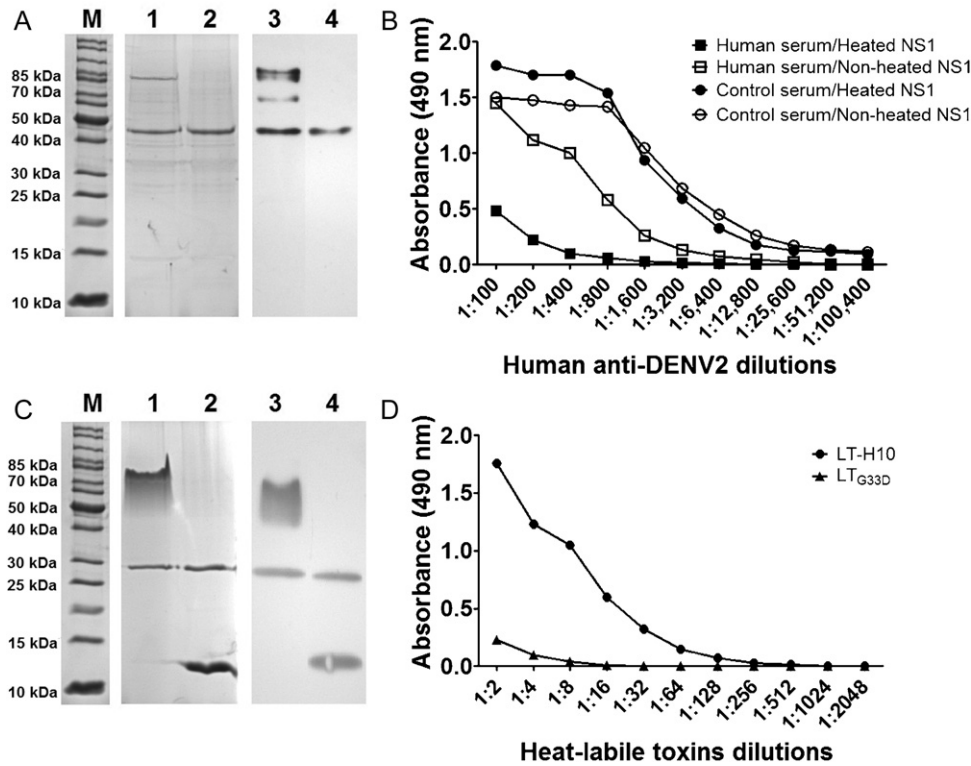 A
M 1 2 3 4
85 kDa
70 kDa
50 kDa
40 kDa
30 kDa
25 kDa
15 kDa
10 kDa
B
Absorbance (490 nm)
2.0
1.5
1.0
0.5
0.0
Human serum/Heated NS1
Human serum/Non-heated NS1
Control serum/Heated NS1
Control serum/Non-heated NS1
1:100
1:200
1:400
1:800
1:1,600
1:3,200
1:6,400
1:12,800
1:25,600
1:51,200
1:100,400
Human anti-DENV2 dilutions
C
M 1 2 3 4
85 kDa
70 kDa
50 kDa
40 kDa
30 kDa
25 kDa
15 kDa
10 kDa
D
Absorbance (490 nm)
2.0
1.5
1.0
0.5
0.0
LT-H10
LTG33D
1:2
1:4
1:8
1:16
1:32
1:64
1:128
1:256
1:512
1:1024
1:2048
Heat-labile toxins dilutions